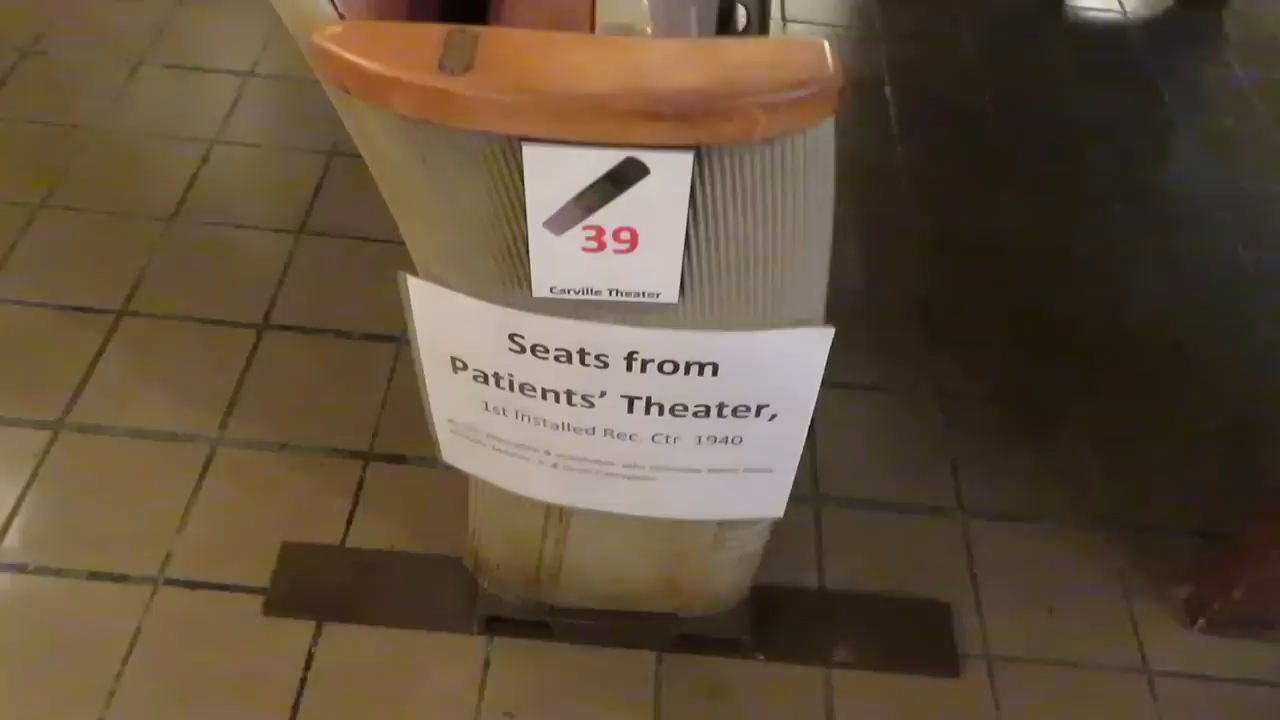 39
Carville Theater
Seats from
Patients' Theater,
1st Installed Rec. Ctr. 1940